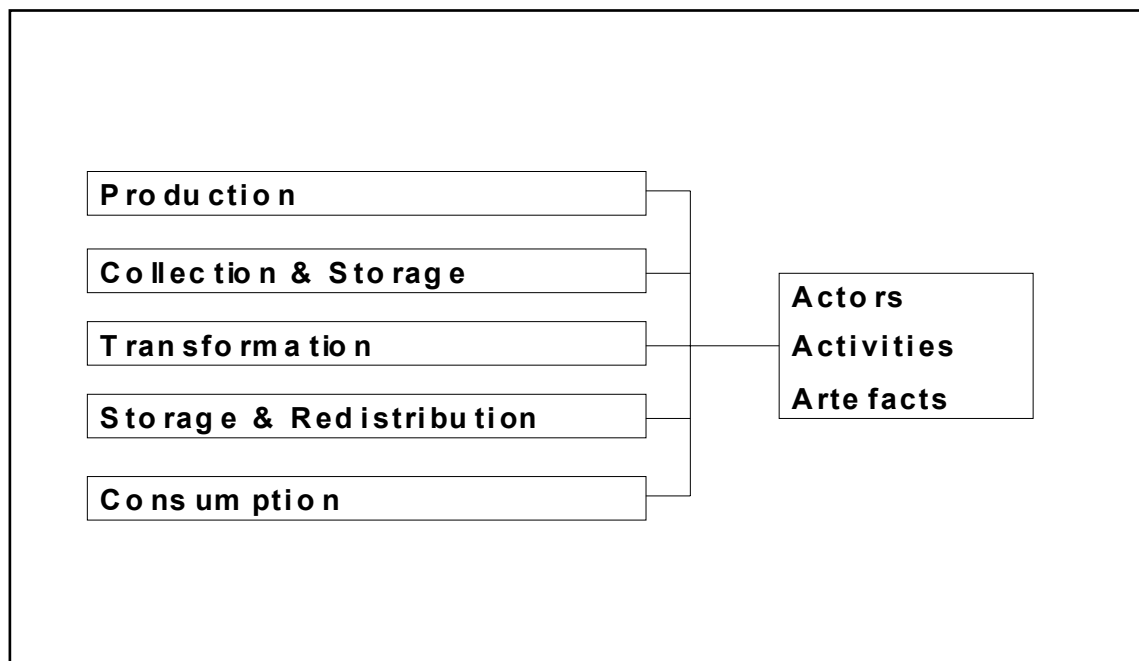 Production
Collection & Storage
Transformation
Storage & Redistribution
Consumption
Actors
Activities
Artefacts